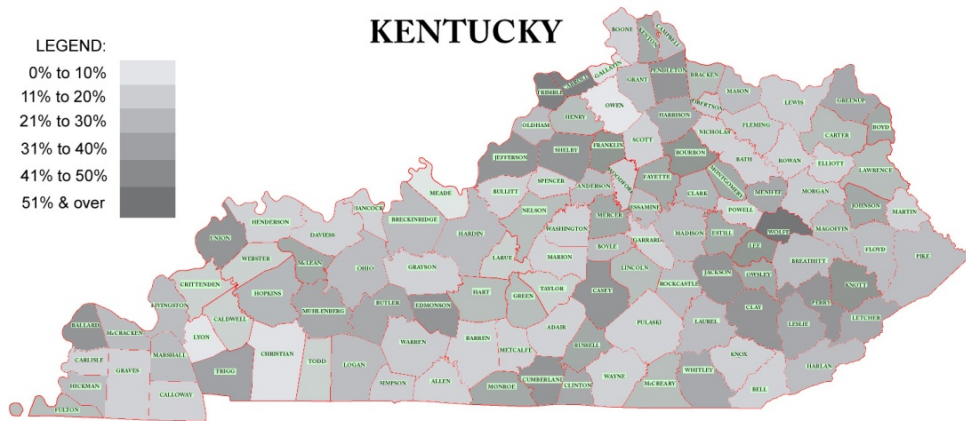 KENTUCKY
LEGEND:
0% to 10%
11% to 20%
21% to 30%
31% to 40%
41% to 50%
51% & over
BOONE
KENTON
CAMPBELL
GALLATIN
CARROLL
TRIMBLE
GRANT
PENDLETON
BRACKEN
MASON
LEWIS
GREENUP
OWEN
HENRY
HARRISON
ROBERTSON
FLEMING
CARTER
BOYD
OLDHAM
NICHOLAS
SCOTT
FRANKLIN
SHELBY
JEFFERSON
BOURBON
BATH
ROWAN
ELLIOTT
LAWRENCE
SPENCER
ANDERSON
WOODFORD
FAYETTE
MONTGOMERY
MEADE
BULLITT
CLARK
MENIFEE
MORGAN
JOHNSON
MARTIN
HANCOCK
BRECKINRIDGE
NELSON
MERCER
ESSAMINE
POWELL
HENDERSON
DAVIESS
HARDIN
WASHINGTON
GARRARD
MADISON
ESTILL
WOLFE
MAGOFFIN
UNION
BOYLE
LEE
FLOYD
PIKE
WEBSTER
MCLEAN
OHIO
GRAYSON
LARUE
MARION
LINCOLN
JACKSON
OWSLEY
BREATHITT
CRITTENDEN
TAYLOR
ROCKCASTLE
KNOTT
LIVINGSTON
HOPKINS
MUHLENBERG
BUTLER
EDMONSON
HART
GREEN
CASEY
CLAY
PERRY
LETCHER
BALLARD
MCCRACKEN
CALDWELL
LYON
ADAIR
PULASKI
LAUREL
LESLIE
CARLISLE
GRAVES
MARSHALL
CHRISTIAN
TODD
LOGAN
WARREN
BARREN
METCALFE
RUSSELL
KNOX
HARLAN
HICKMAN
CALLOWAY
TRIGG
SIMPSON
ALLEN
MONROE
CUMBERLAND
CLINTON
WAYNE
MCCREARY
WHITLEY
BELL
FULTON